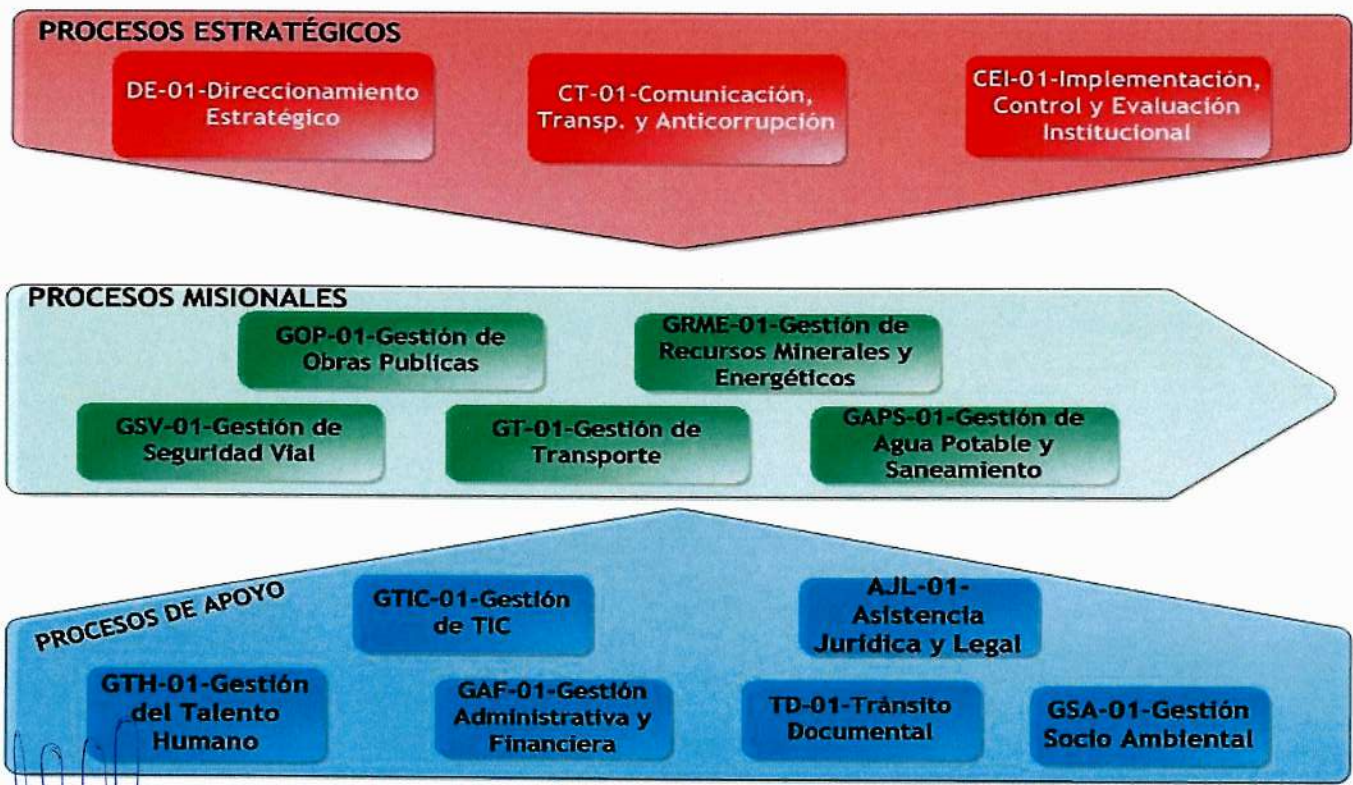 PROCESOS ESTRATÉGICOS
DE-01-Direccionamiento
Estratégico
CT-01-Comunicación,
Transp. y Anticorrupción
CEI-01-Implementación,
Control y Evaluación
Institucional
PROCESOS MISIONALES
GOP-01-Gestión de
Obras Publicas
GRME-01-Gestión de
Recursos Minerales y
Energéticos
GSV-01-Gestión de
Seguridad Vial
GT-01-Gestión de
Transporte
GAPS-01-Gestión de
Agua Potable y
Saneamiento
PROCESOS DE APOYO
GTIC-01-Gestión
de TIC
AJL-01-
Asistencia
Jurídica y Legal
GTH-01-Gestión
del Talento
Humano
GAF-01-Gestión
Administrativa y
Financiera
TD-01-Trànsito
Documental
GSA-01-Gestión
Socio Ambiental